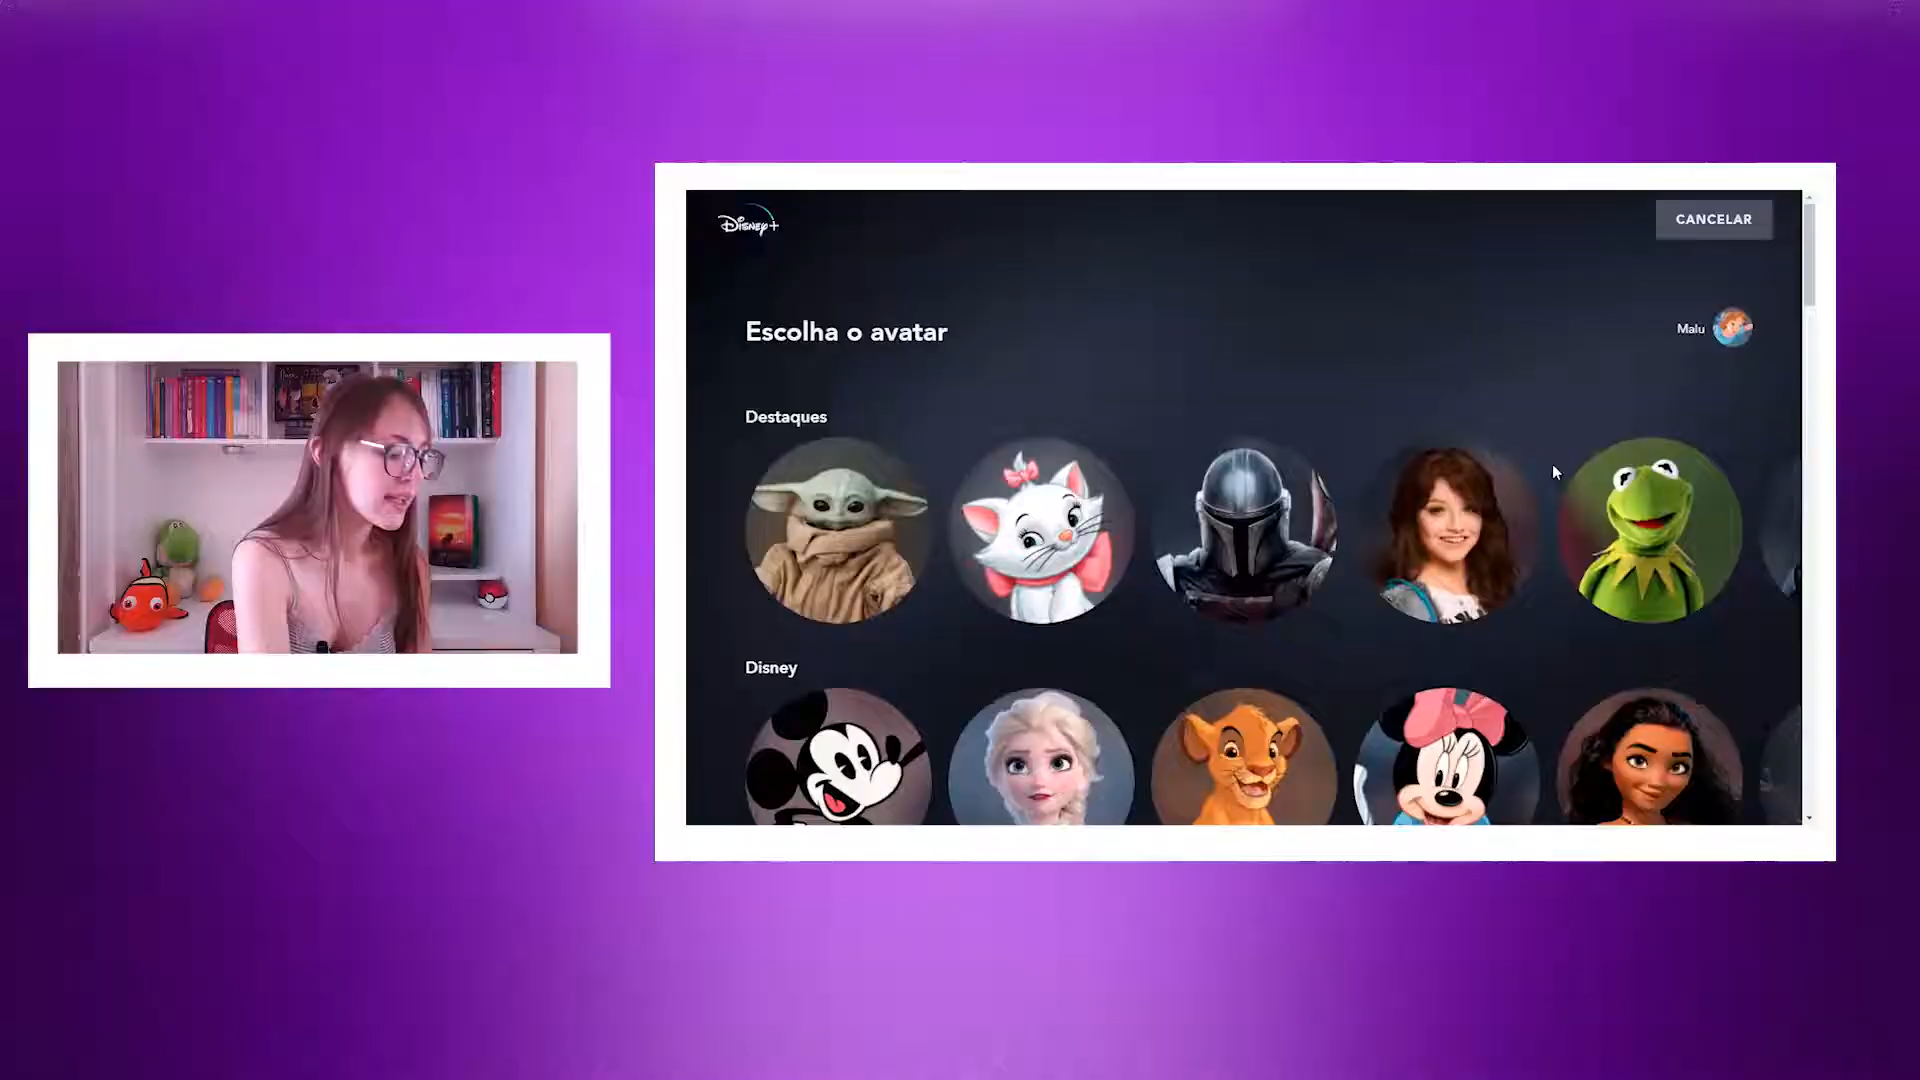 Disney+
CANCELAR
Escolha o avatar
Malu
Destaques
Disney